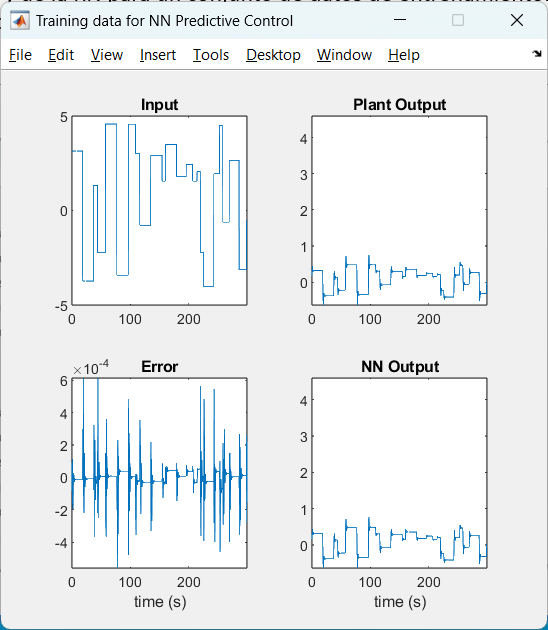 Training data for NN Predictive Control
File Edit View Insert Tools Desktop Window Help
Input
5
0
-5
0 100 200
Plant Output
4
3
2
1
0
0 100 200
Error
×10-4
6
4
2
0
-2
-4
0 100 200
time (s)
NN Output
4
3
2
1
0
0 100 200
time (s)